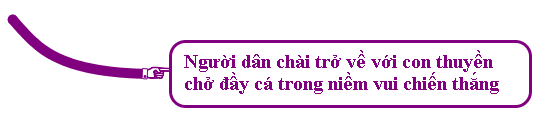 Người dân chài trở về với con thuyền
chở đầy cá trong niềm vui chiến thắng